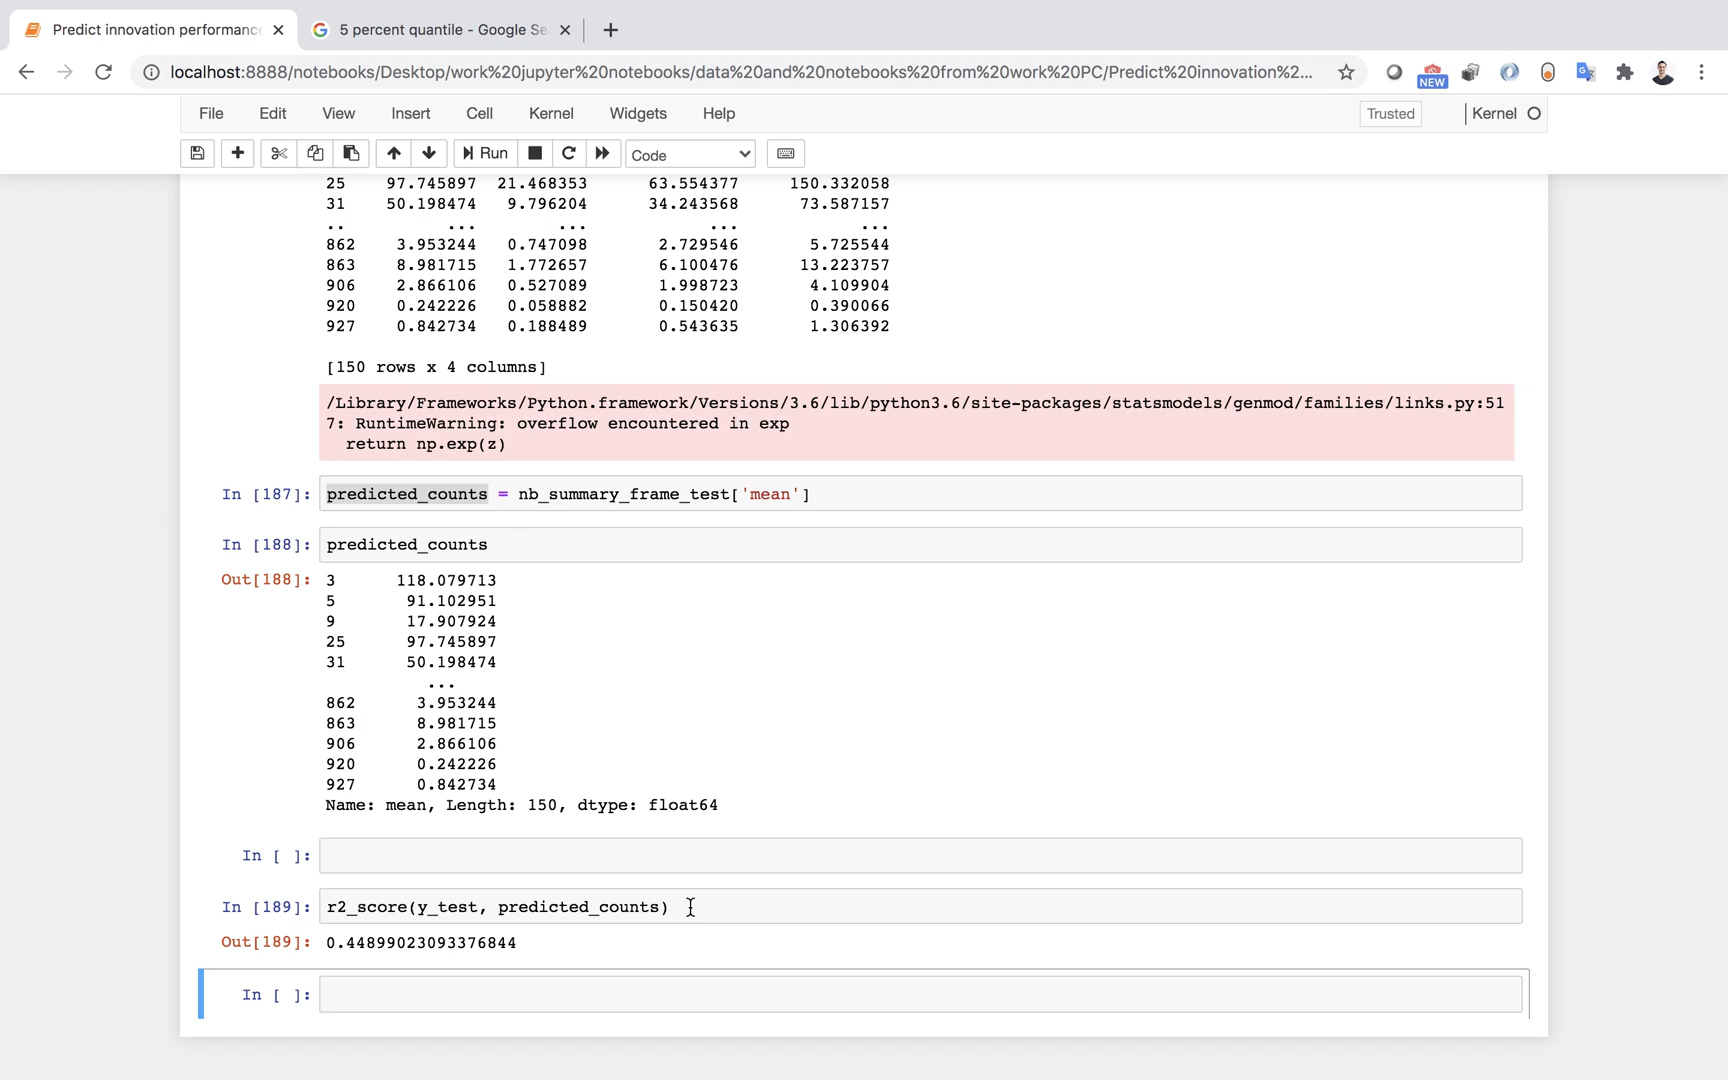 Predict innovation performance
5 percent quantile - Google Se
localhost:8888/notebooks/Desktop/work%20jupyter%20notebooks/data%20and%20notebooks%20from%20work%20PC/Predict%20innovation%2...
NEW
File Edit View Insert Cell Kernel Widgets Help
Trusted
Kernel
Run
Code
25 97.745897 21.468353 63.554377 150.332058
31 50.198474 9.796204 34.243568 73.587157
.. ... ... ... ...
862 3.953244 0.747098 2.729546 5.725544
863 8.981715 1.772657 6.100476 13.223757
906 2.866106 0.527089 1.998723 4.109904
920 0.242226 0.058882 0.150420 0.390066
927 0.842734 0.188489 0.543635 1.306392
[150 rows x 4 columns]
/Library/Frameworks/Python.framework/Versions/3.6/lib/python3.6/site-packages/statsmodels/genmod/families/links.py:51
7: RuntimeWarning: overflow encountered in exp
return np.exp(z)
In [187]: predicted_counts = nb_summary_frame_test['mean']
In [188]: predicted_counts
Out[188]: 3 118.079713
5 91.102951
9 17.907924
25 97.745897
31 50.198474
...
862 3.953244
863 8.981715
906 2.866106
920 0.242226
927 0.842734
Name: mean, Length: 150, dtype: float64
In [ ]:
In [189]: r2_score(y_test, predicted_counts)
Out[189]: 0.44899023093376844
In [ ]: